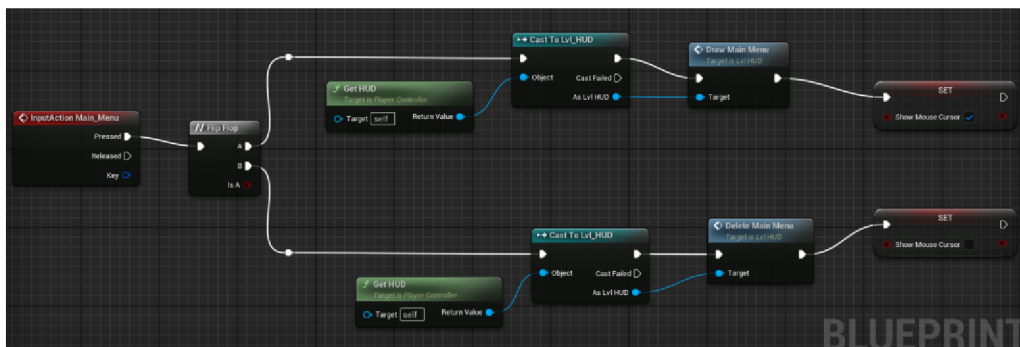 InputAction Main_Menu
Pressed
Released
Key
Flip Flop
A
B
Is A
Get HUD
Target is Player Controller
Target self
Return Value
Cast To Lvl_HUD
Object
Cast Failed
As Lvl HUD
Draw Main Menu
Target is Lvl HUD
Target
SET
Show Mouse Cursor
Get HUD
Target is Player Controller
Target self
Return Value
Cast To Lvl_HUD
Object
Cast Failed
As Lvl HUD
Delete Main Menu
Target is Lvl HUD
Target
SET
Show Mouse Cursor
BLUEPRINT